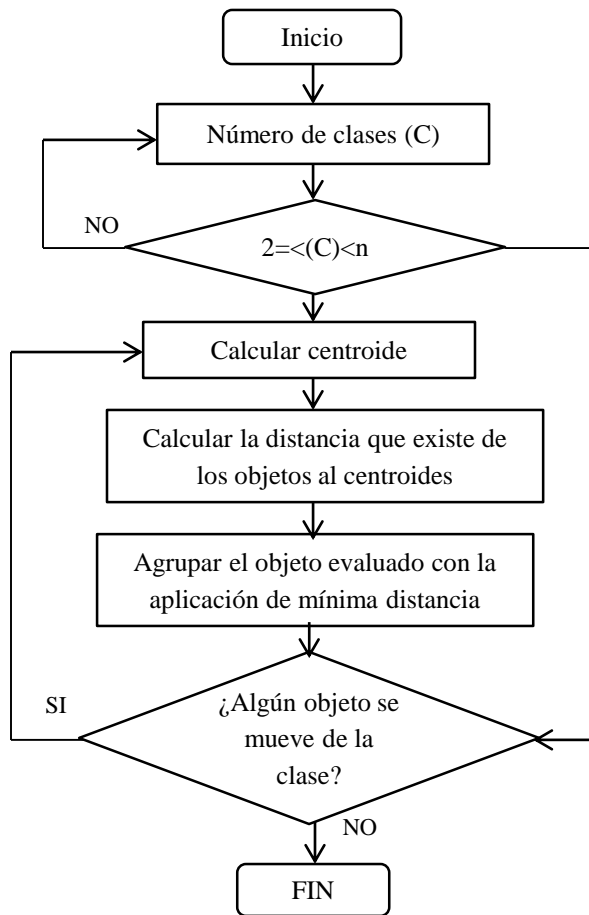 Inicio
Número de clases (C)
NO
2=<(C)<n
Calcular centroide
Calcular la distancia que existe de
los objetos al centroides
Agrupar el objeto evaluado con la
aplicación de mínima distancia
SI
¿Algún objeto se
mueve de la
clase?
NO
FIN